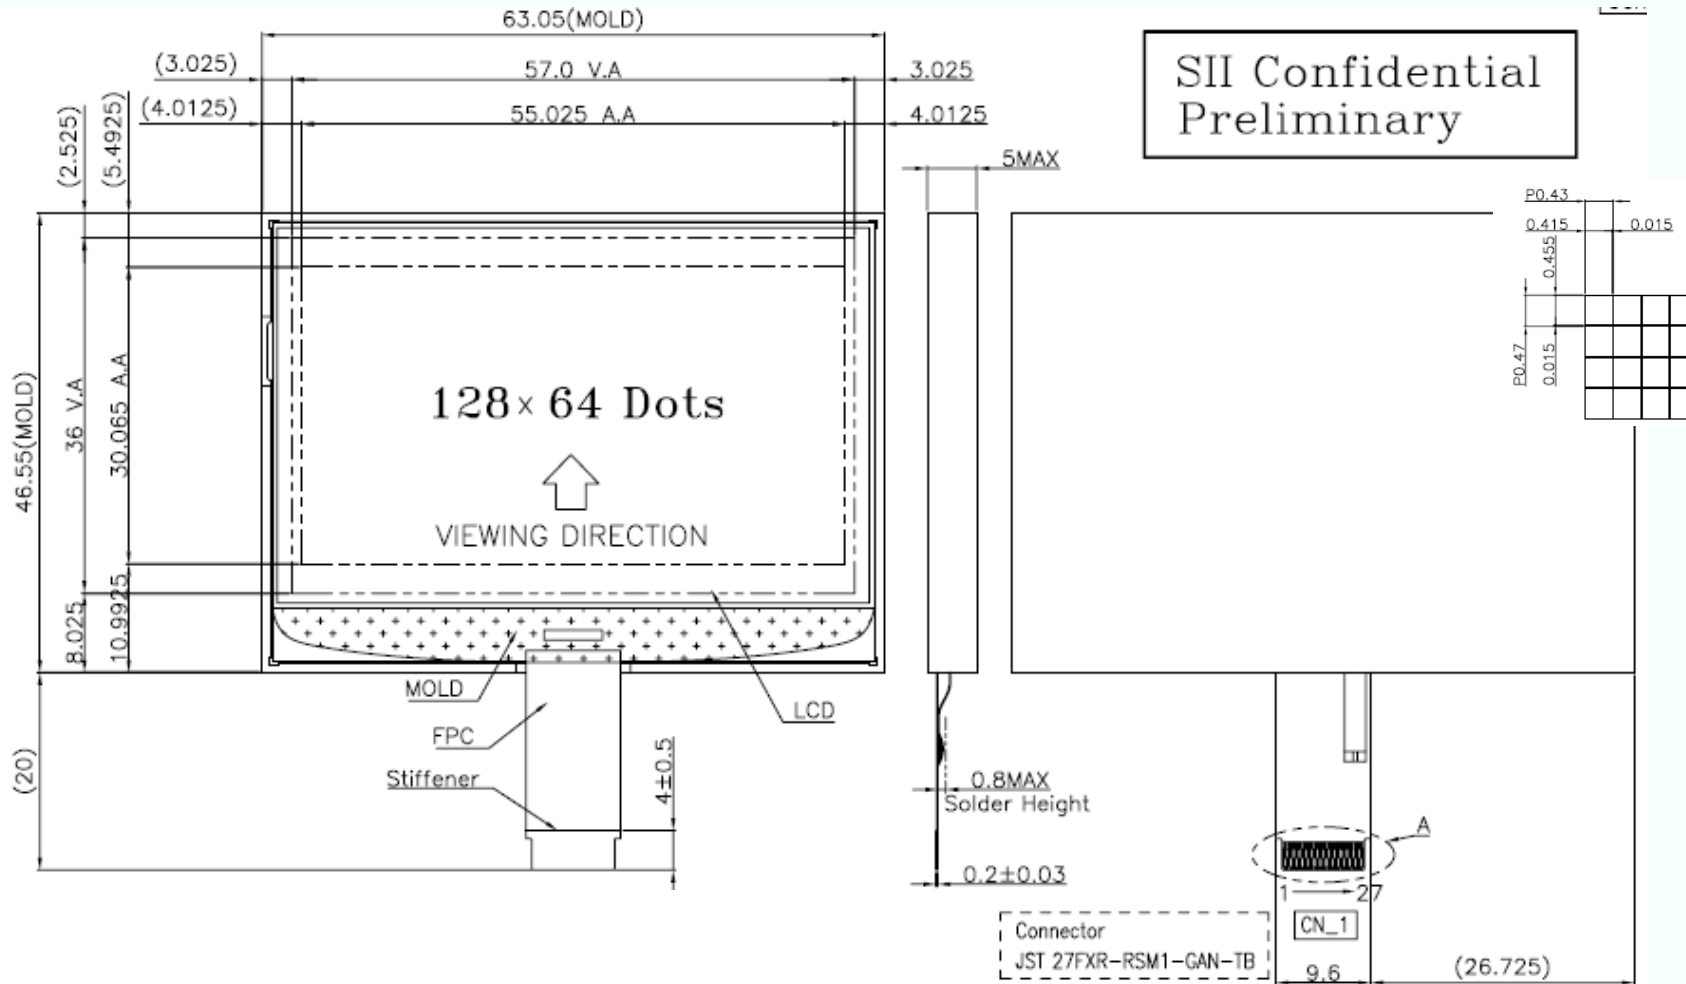 63.05(MOLD)
(3.025)
57.0 V.A
3.025
(4.0125)
55.025 A.A
4.0125
(2.525)
(5.4925)
SII Confidential
Preliminary
5MAX
P0.43
0.415
0.015
0.455
P0.47
0.015
46.55(MOLD)
36 V.A
30.065 A.A
128× 64 Dots
VIEWING DIRECTION
8.025
10.9925
MOLD
LCD
FPC
Stiffener
(20)
4±0.5
0.8MAX
Solder Height
0.2±0.03
A
1
27
CN_1
Connector
JST 27FXR-RSM1-GAN-TB
9.6
(26.725)